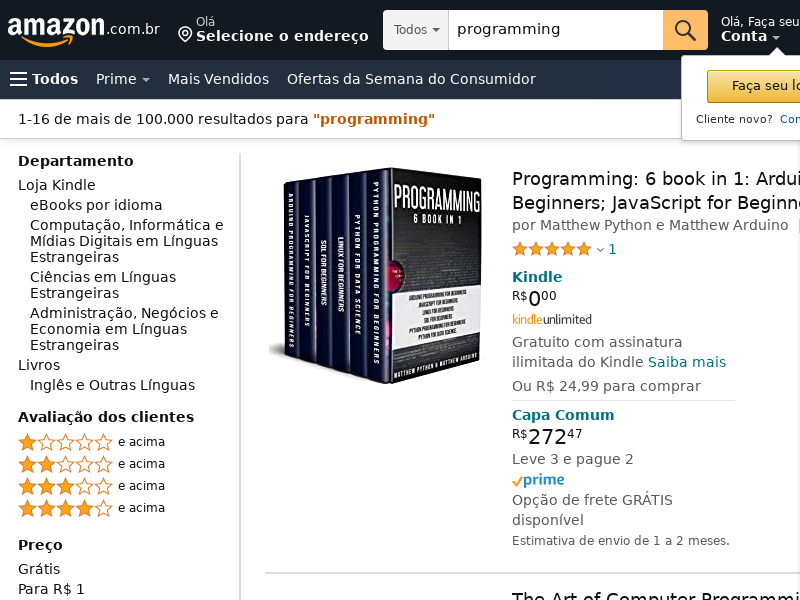 amazon.com.br
Olá
Selecione o endereço
Todos
programming
Olá, Faça seu
Conta
Todos
Prime
Mais Vendidos
Ofertas da Semana do Consumidor
Faça seu lo
Cliente novo?
1-16 de mais de 100.000 resultados para "programming"
Departamento
Loja Kindle
eBooks por idioma
Computação, Informática e
Mídias Digitais em Línguas
Estrangeiras
Ciências em Línguas
Estrangeiras
Administração, Negócios e
Economia em Línguas
Estrangeiras
Livros
Inglês e Outras Línguas
Avaliação dos clientes
e acima
e acima
e acima
e acima
Preço
Grátis
Para R$ 1
ARDUINO PROGRAMMING FOR BEGINNERS
JAVASCRIPT FOR BEGINNERS
SQL FOR BEGINNERS
LINUX FOR BEGINNERS
PYTHON FOR DATA SCIENCE
PYTHON PROGRAMMING FOR BEGINNERS
PROGRAMMING
6 BOOK IN 1
ARDUINO PROGRAMMING FOR BEGINNERS
JAVASCRIPT FOR BEGINNERS
LINUX FOR BEGINNERS
SQL FOR BEGINNERS
PYTHON PROGRAMMING FOR BEGINNERS
PYTHON FOR DATA SCIENCE
MATTHEW PYTHON & MATTHEW ARDUINO
Programming: 6 book in 1: Ardui
Beginners; JavaScript for Beginne
por Matthew Python e Matthew Arduino |
1
Kindle
R$000
kindleunlimited
Gratuito com assinatura
ilimitada do Kindle Saiba mais
Ou R$ 24,99 para comprar
Capa Comum
R$27247
Leve 3 e pague 2
prime
Opção de frete GRÁTIS
disponível
Estimativa de envio de 1 a 2 meses.
The Art of Computer Programmi